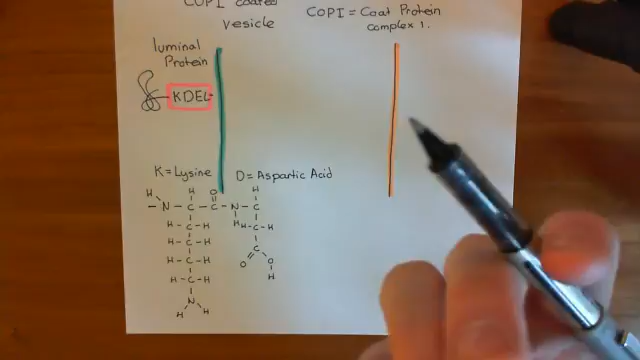 COPI coated
vesicle
COPI = Coat Protein
complex 1.
luminal
Protein
KDEL
K = Lysine
D = Aspartic Acid
H H O H
— N — C — C — N — C
H — C — H H H — C — H
H — C — H C
H — C — H O O
H — C — H H
N
H H